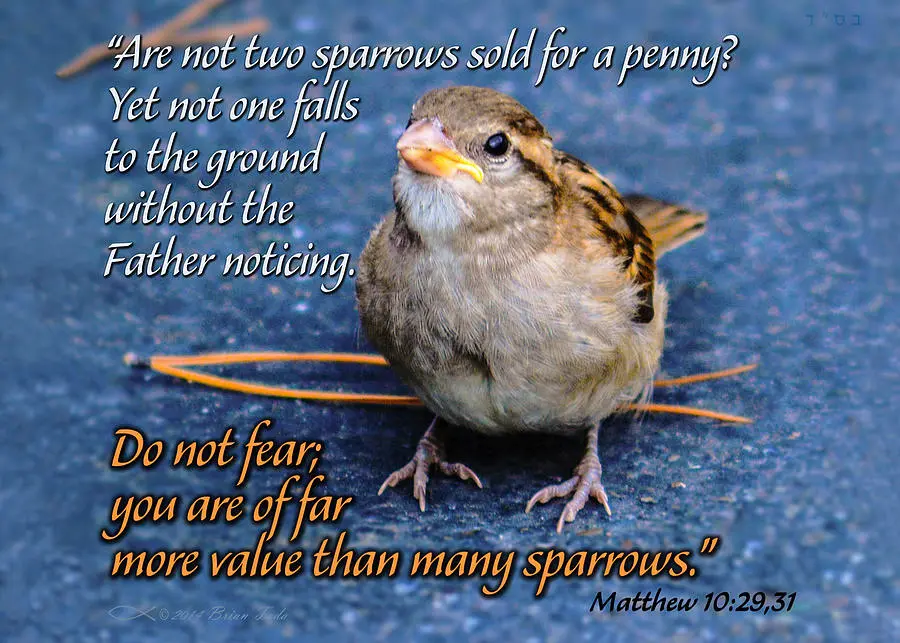 בס"ד
“Are not two sparrows sold for a penny?
Yet not one falls
to the ground
without the
Father noticing.
Do not fear;
you are of far
more value than many sparrows.”
Matthew 10:29,31
©2014 Brian